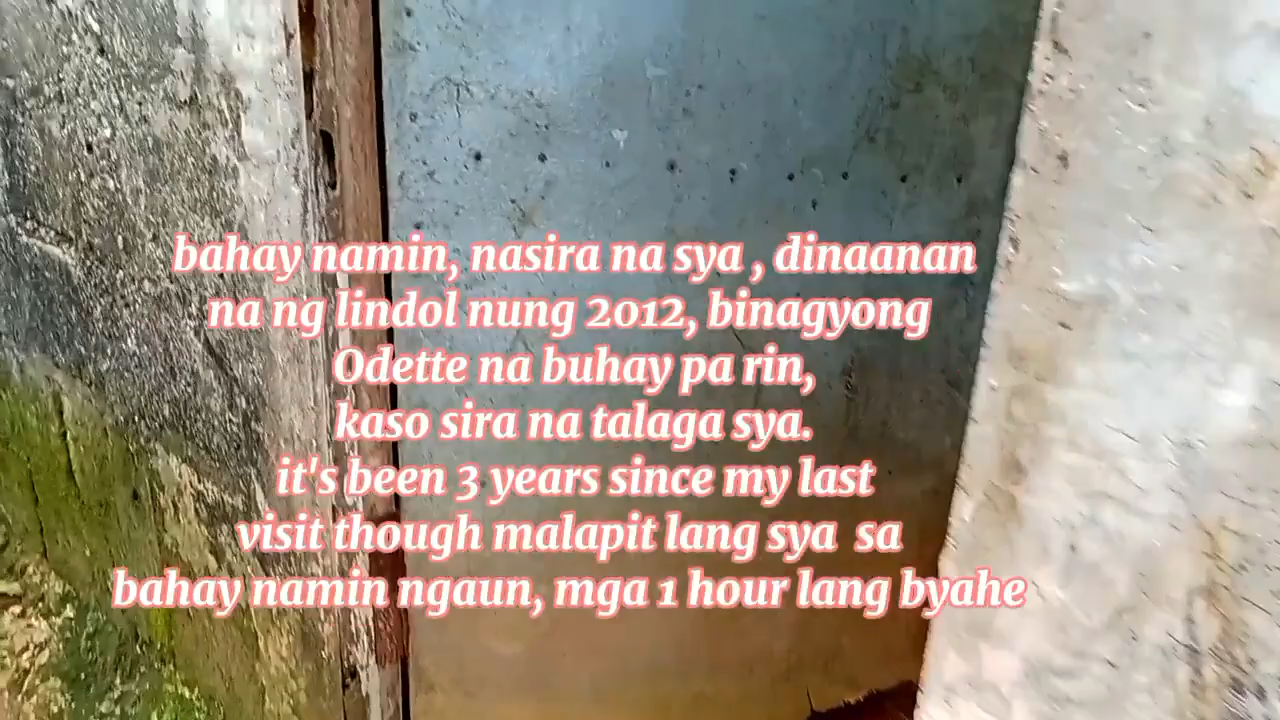 bahay namin, nasira na sya , dinaanan
na ng lindol nung 2012, binagyong
Odette na buhay pa rin,
kaso sira na talaga sya.
it's been 3 years since my last
visit though malapit lang sya  sa
bahay namin ngaun, mga 1 hour lang byahe